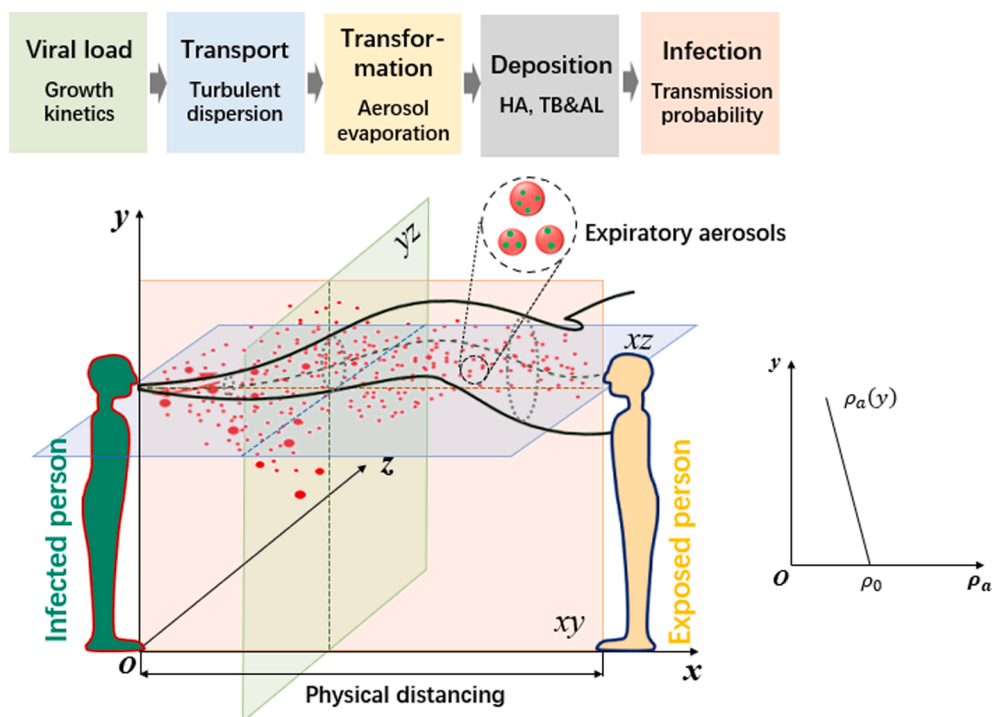 Viral load
Growth
kinetics
Transport
Turbulent
dispersion
Transfor-
mation
Aerosol
evaporation
Deposition
HA, TB&AL
Infection
Transmission
probability
y
yz
Expiratory aerosols
xz
z
Infected person
Exposed person
xy
O
x
Physical distancing
y
ρₐ(y)
O
ρ₀
ρₐ